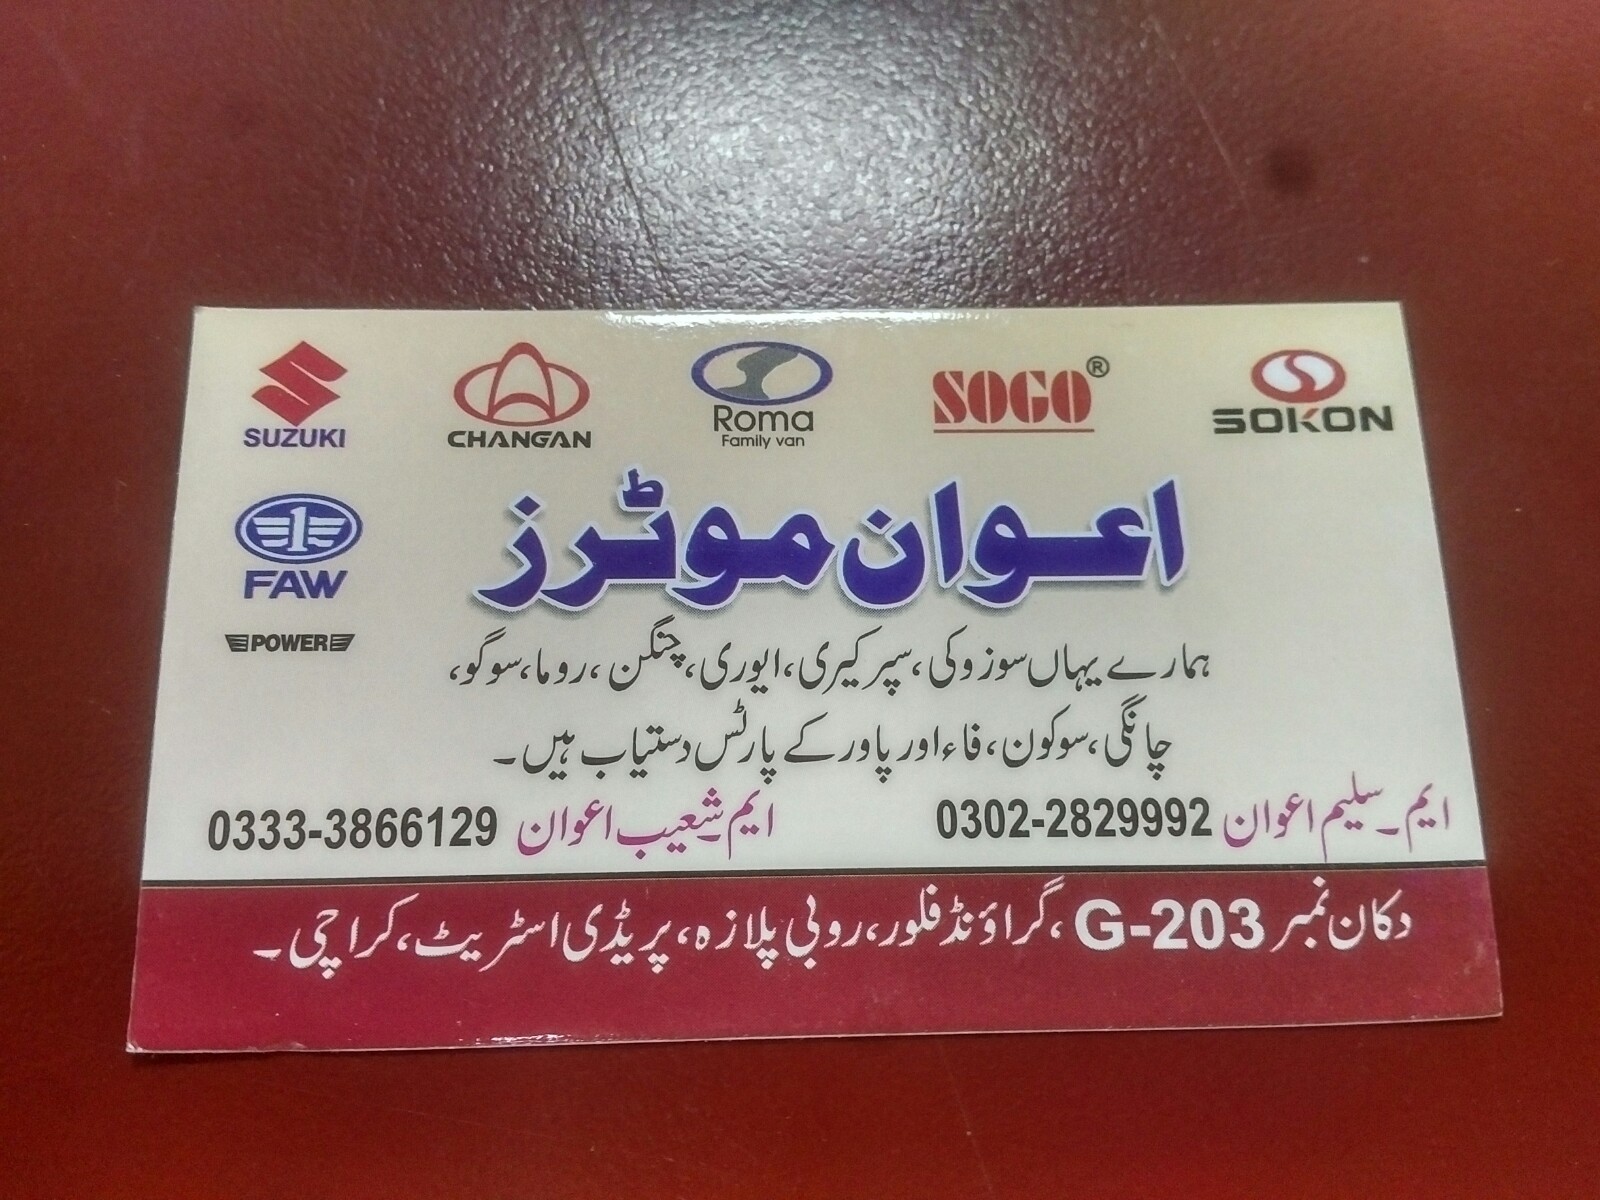 SUZUKI
CHANGAN
Roma
Family van
SOGO®
SOKON
FAW
POWER
اعوان موٹرز
ہمارے یہاں سوزوکی، سپر کیری، ایوری، چنگن، روما، سوگو،
چانگی، سوکون، فاء اور پاور کے پارٹس دستیاب ہیں۔
ایم۔ سلیم اعوان 0302-2829992
ایم شعیب اعوان 0333-3866129
دکان نمبر G-203، گراؤنڈ فلور، روبی پلازہ، پریڈی اسٹریٹ، کراچی۔